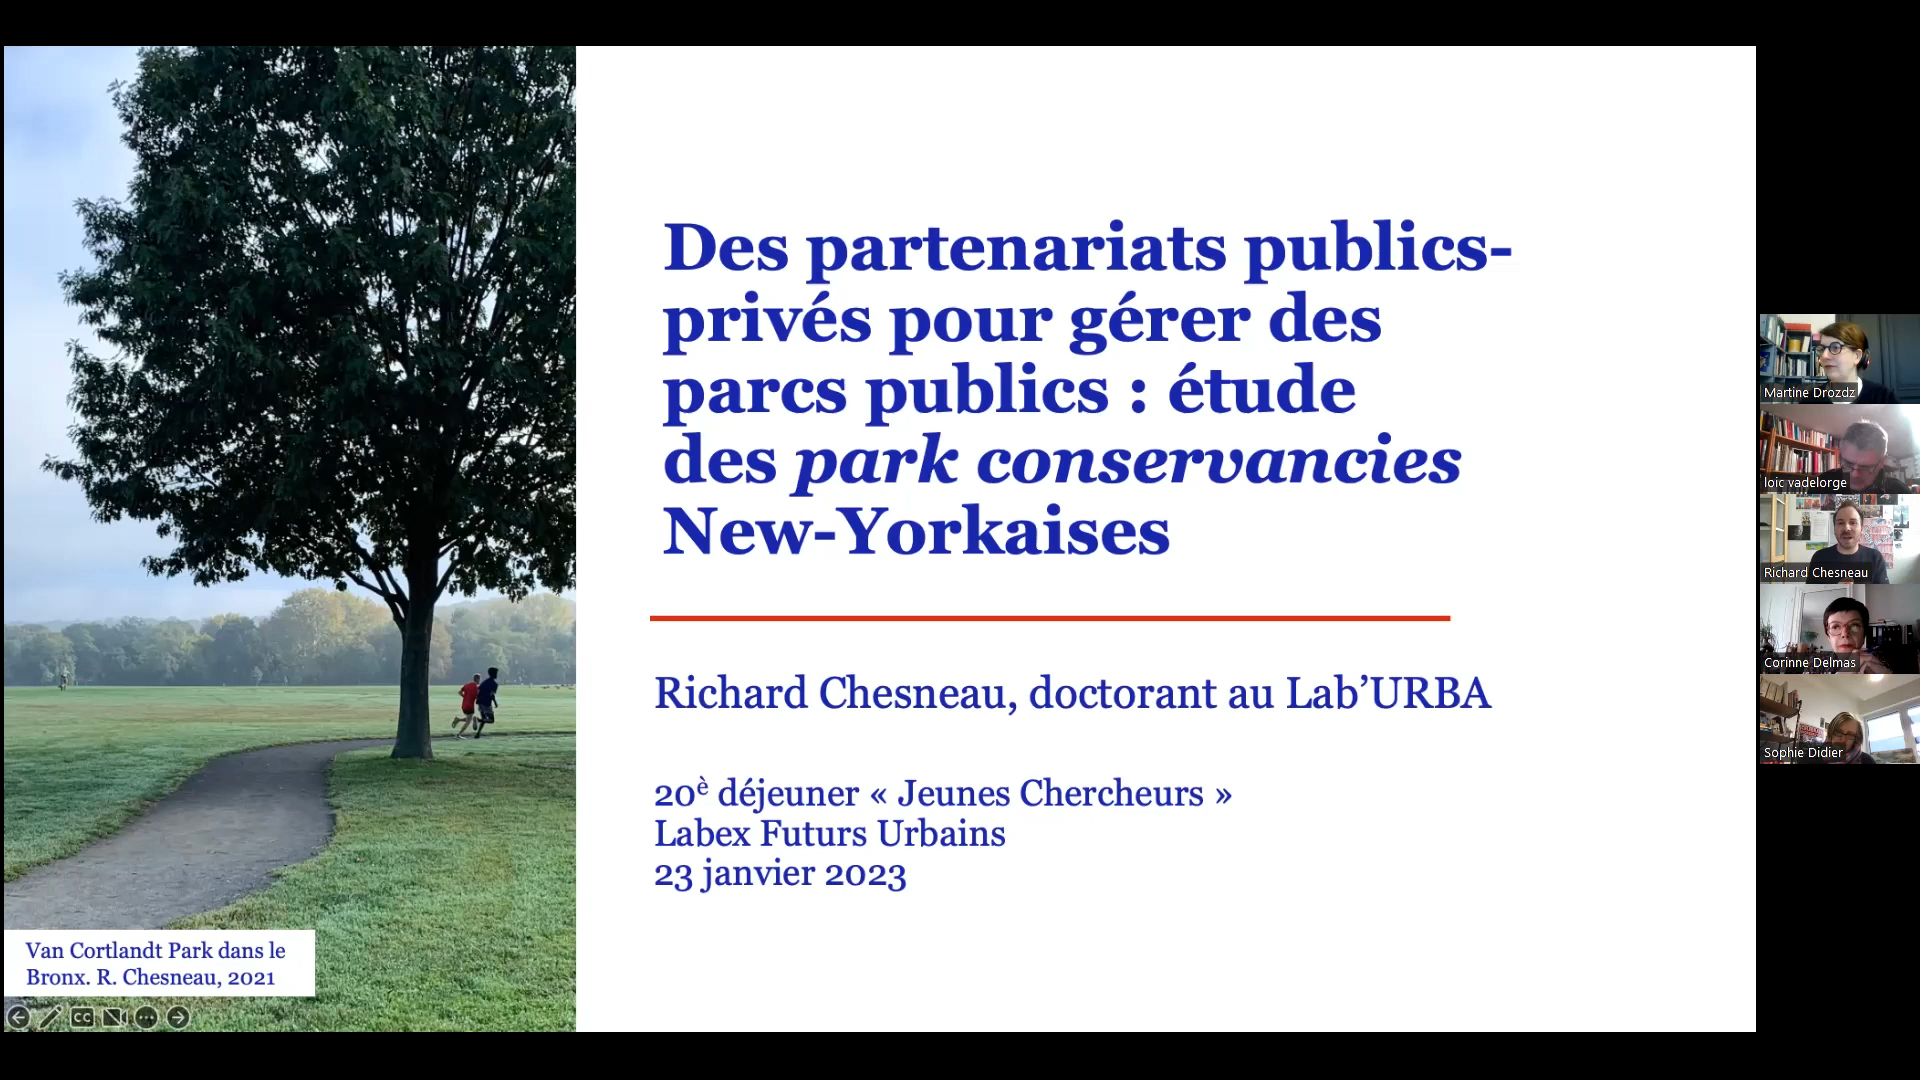 Des partenariats publics-
privés pour gérer des
parcs publics : étude
des park conservancies
New-Yorkaises
Richard Chesneau, doctorant au Lab’URBA
20è déjeuner « Jeunes Chercheurs »
Labex Futurs Urbains
23 janvier 2023
Van Cortlandt Park dans le
Bronx. R. Chesneau, 2021
CC
Martine Drozdz
loic vadelorge
Richard Chesneau
Corinne Delmas
Sophie Didier